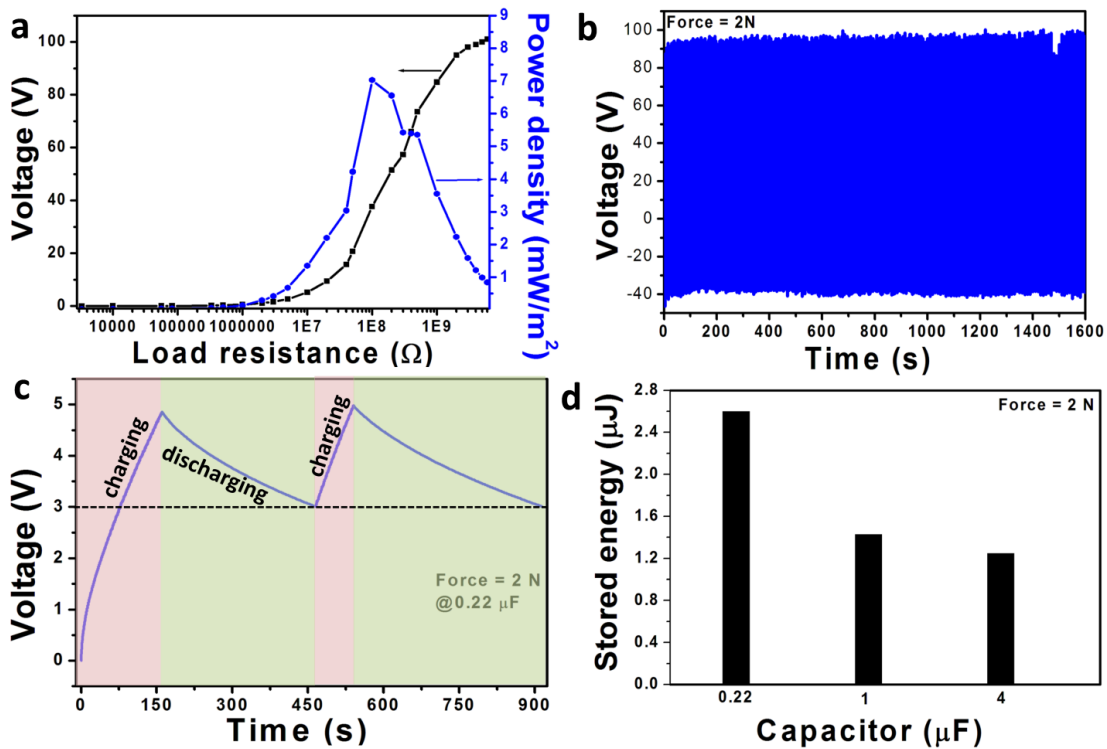 a
Voltage (V)
100
80
60
40
20
0
10000 100000 1000000 1E7 1E8 1E9
Load resistance (Ω)
9
8
7
6
5
4
3
2
1
Power density (mW/m²)
b
Force = 2N
Voltage (V)
100
80
60
40
20
0
-20
-40
0 200 400 600 800 1000 1200 1400 1600
Time (s)
c
Voltage (V)
5
4
3
2
1
0
charging
discharging
charging
Force = 2 N
@0.22 µF
0 150 300 450 600 750 900
Time (s)
d
Force = 2 N
Stored energy (µJ)
2.8
2.4
2.0
1.6
1.2
0.8
0.4
0.0
0.22 1 4
Capacitor (µF)